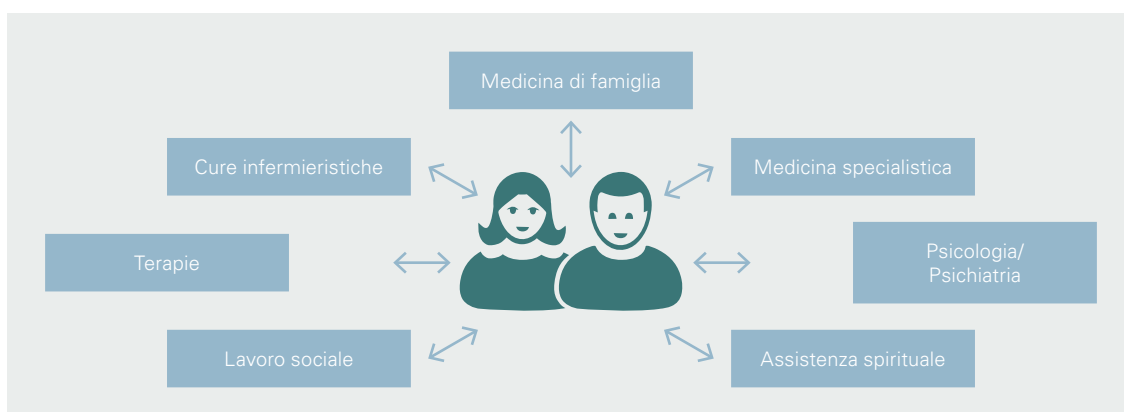 Medicina di famiglia
Cure infermieristiche
Medicina specialistica
Terapie
Psicologia/
Psichiatria
Lavoro sociale
Assistenza spirituale